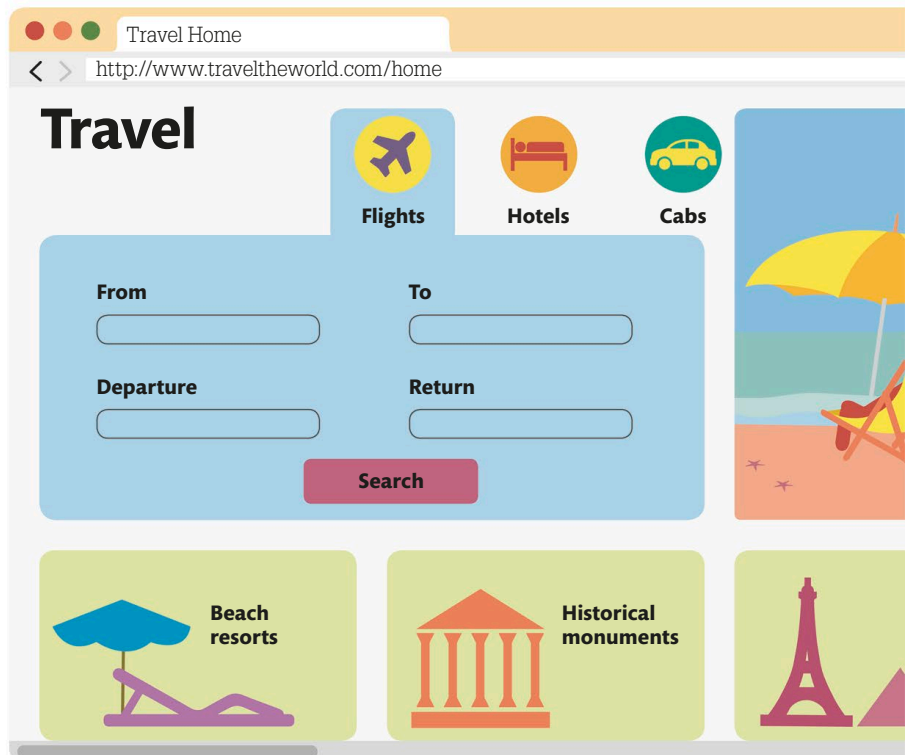 Travel Home
http://www.traveltheworld.com/home
Travel
Flights
Hotels
Cabs
From
To
Departure
Return
Search
Beach
resorts
Historical
monuments